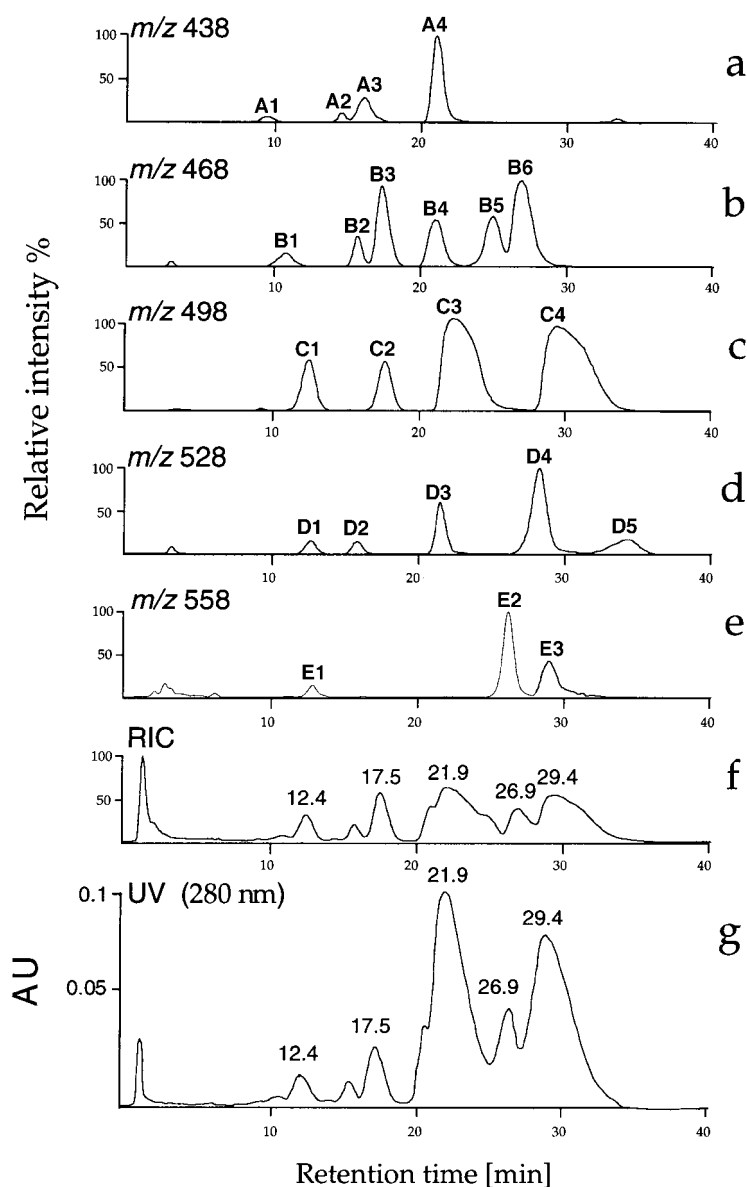 m/z 438
a
100
50
A1
A2
A3
A4
10
20
30
40
m/z 468
b
100
50
B1
B2
B3
B4
B5
B6
10
20
30
40
m/z 498
c
100
50
C1
C2
C3
C4
10
20
30
40
m/z 528
d
100
50
D1
D2
D3
D4
D5
10
20
30
40
m/z 558
e
100
50
E1
E2
E3
10
20
30
40
Relative intensity %
RIC
f
100
50
12.4
17.5
21.9
26.9
29.4
10
20
30
40
UV (280 nm)
g
0.1
0.05
AU
12.4
17.5
21.9
26.9
29.4
10
20
30
40
Retention time [min]